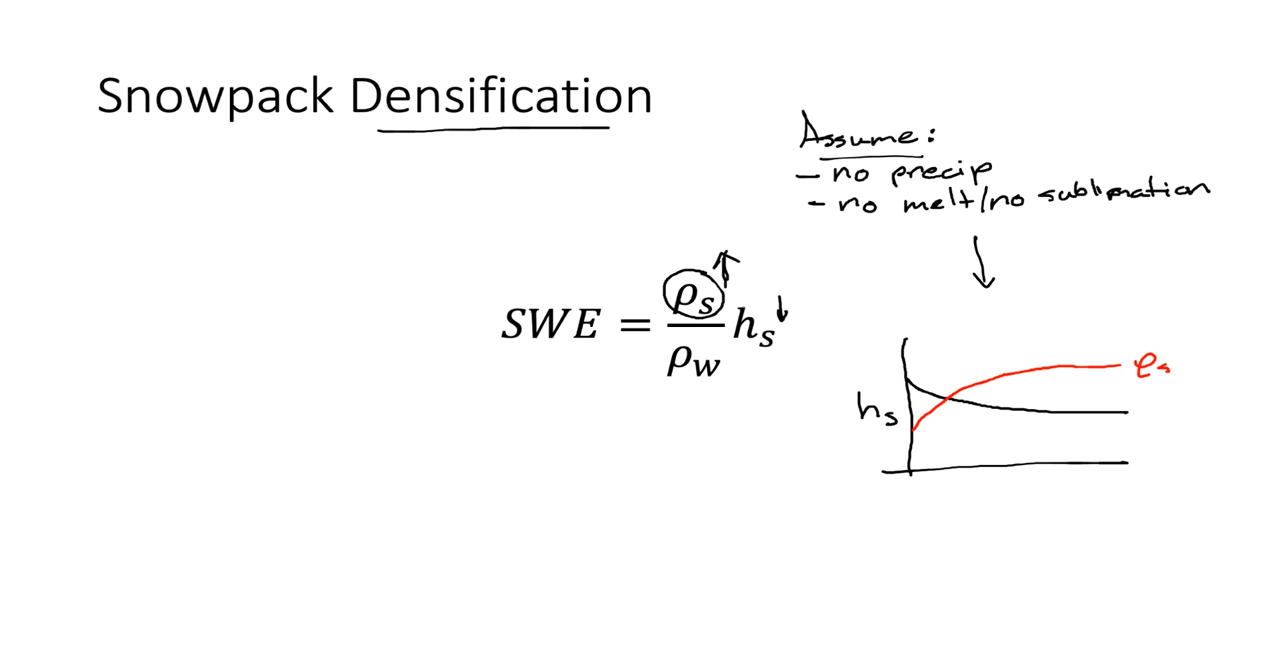 Snowpack Densification
Assume:
- no precip
- no melt/no sublimation
SWE = ρs/ρw hs
↑
↓
hs
ρs